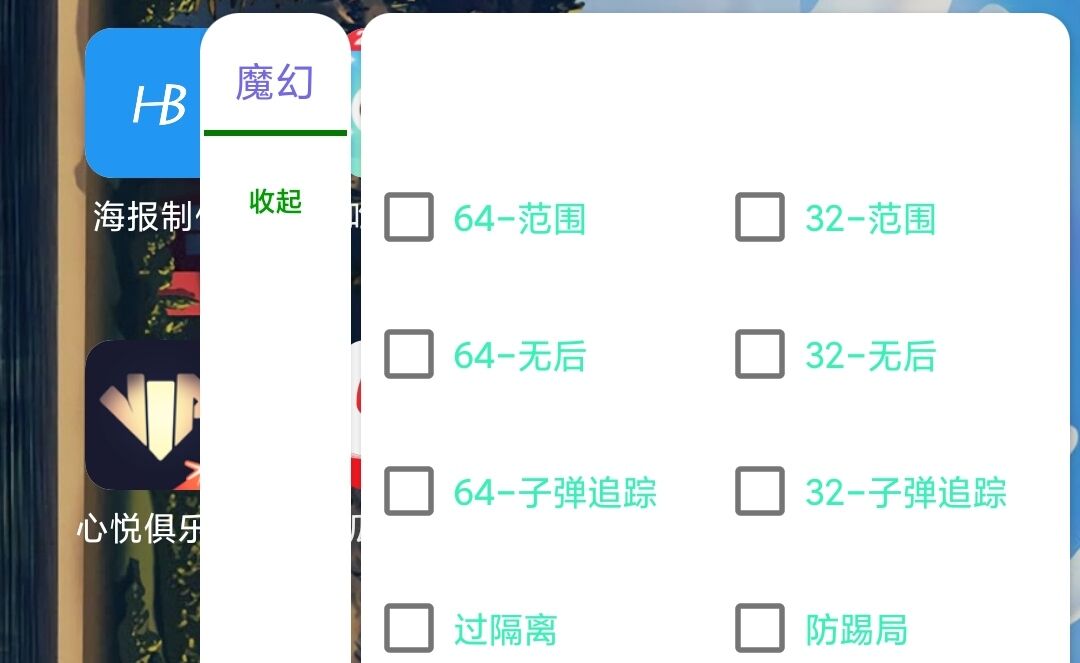 魔幻
收起
64-范围
32-范围
64-无后
32-无后
64-子弹追踪
32-子弹追踪
过隔离
防踢局
HB
海报制
心悦俱乐